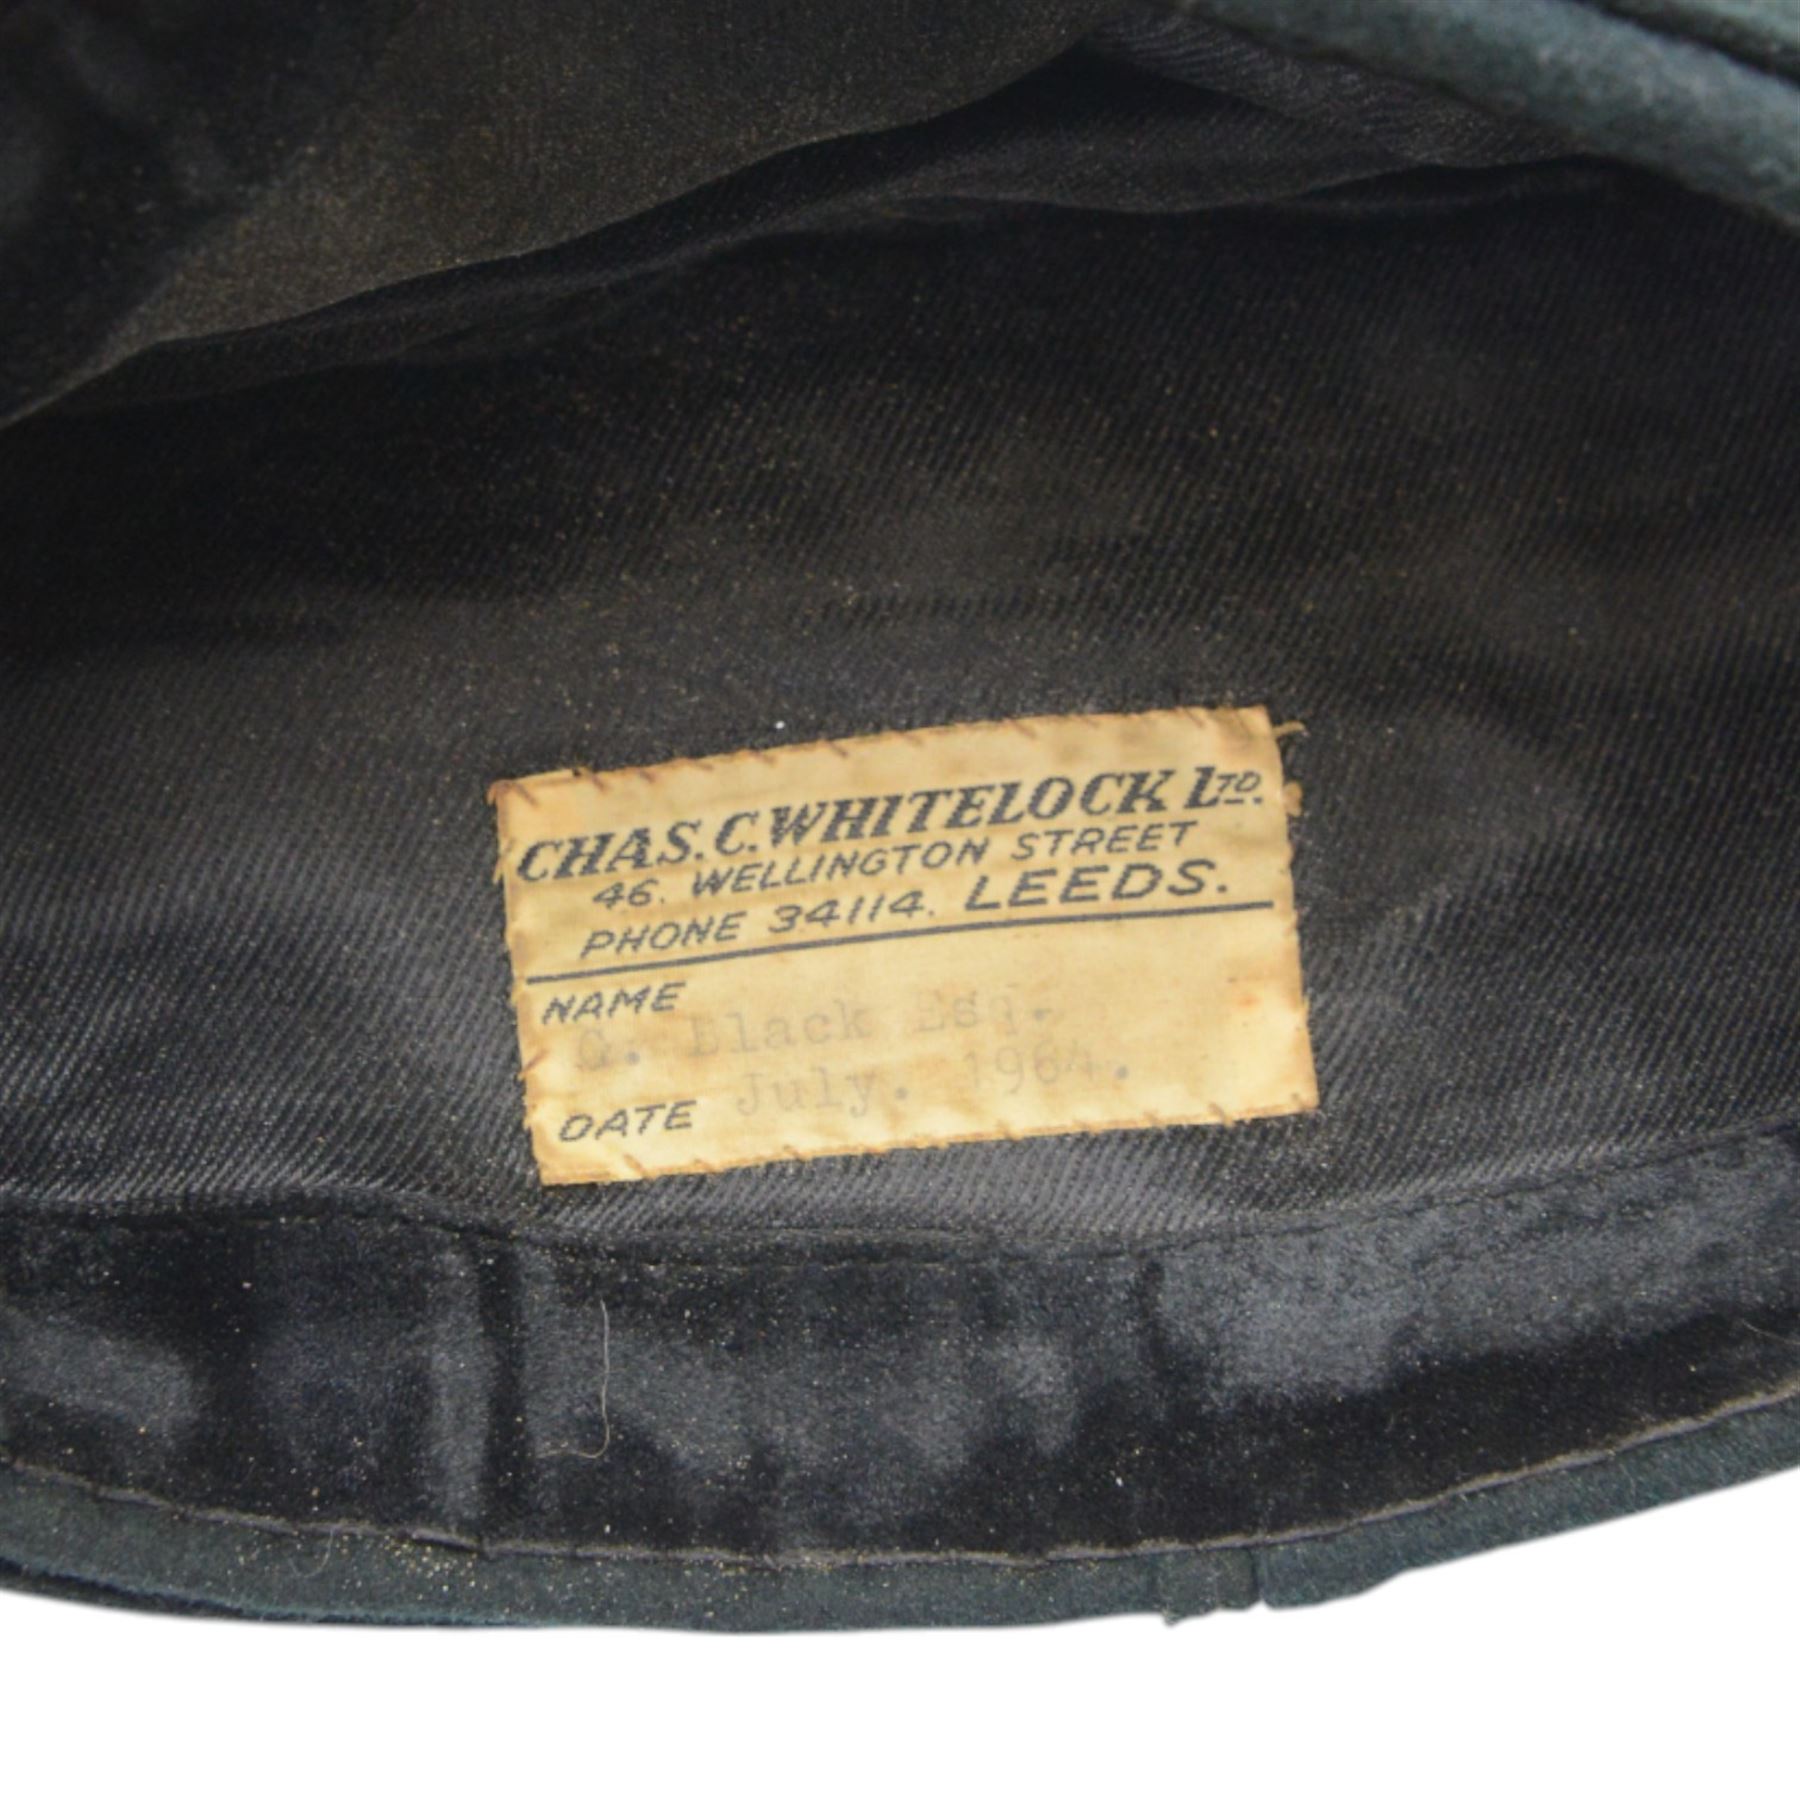 CHAS. C. WHITELOCK LTD.
46. WELLINGTON STREET
PHONE 34114. LEEDS.
NAME
G. Black Esq.
July. 1964.
DATE